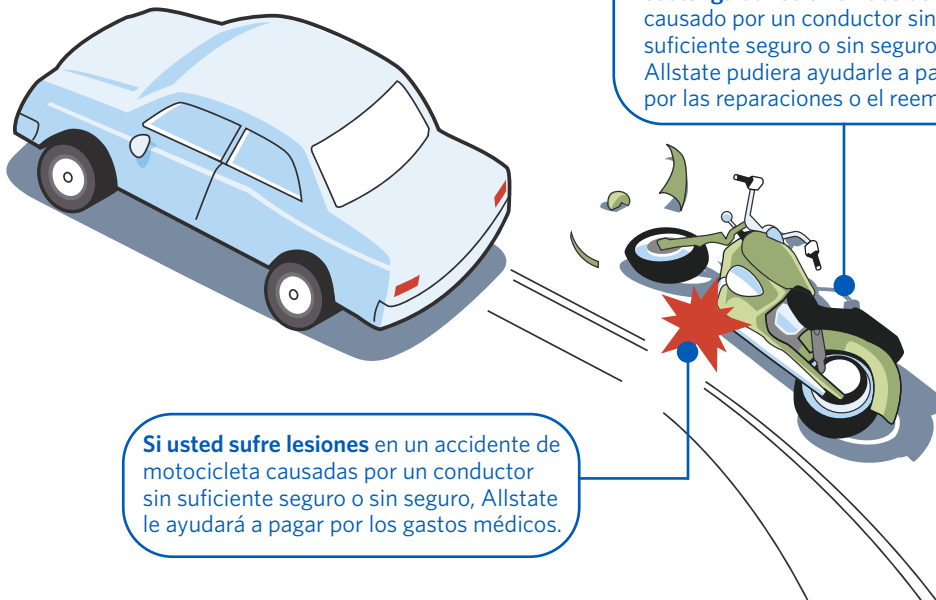 causado por un conductor sin
suficiente seguro o sin seguro
Allstate pudiera ayudarle a
por las reparaciones o el
Si usted sufre lesiones en un accidente de
motocicleta causadas por un conductor
sin suficiente seguro o sin seguro, Allstate
le ayudará a pagar por los gastos médicos.